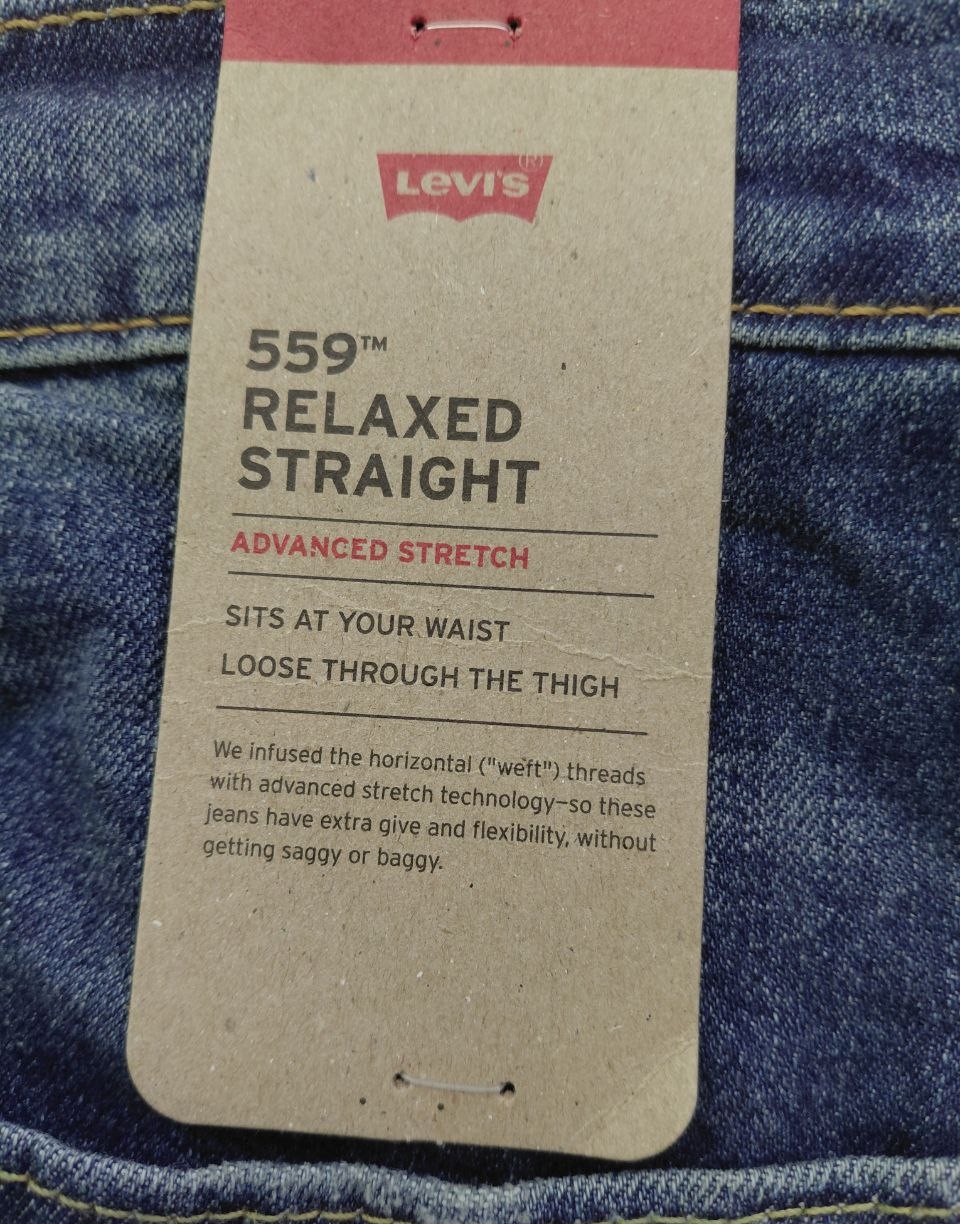 Levi's (R)
559™
RELAXED
STRAIGHT
ADVANCED STRETCH
SITS AT YOUR WAIST
LOOSE THROUGH THE THIGH
We infused the horizontal ("weft") threads
with advanced stretch technology—so these
jeans have extra give and flexibility, without
getting saggy or baggy.